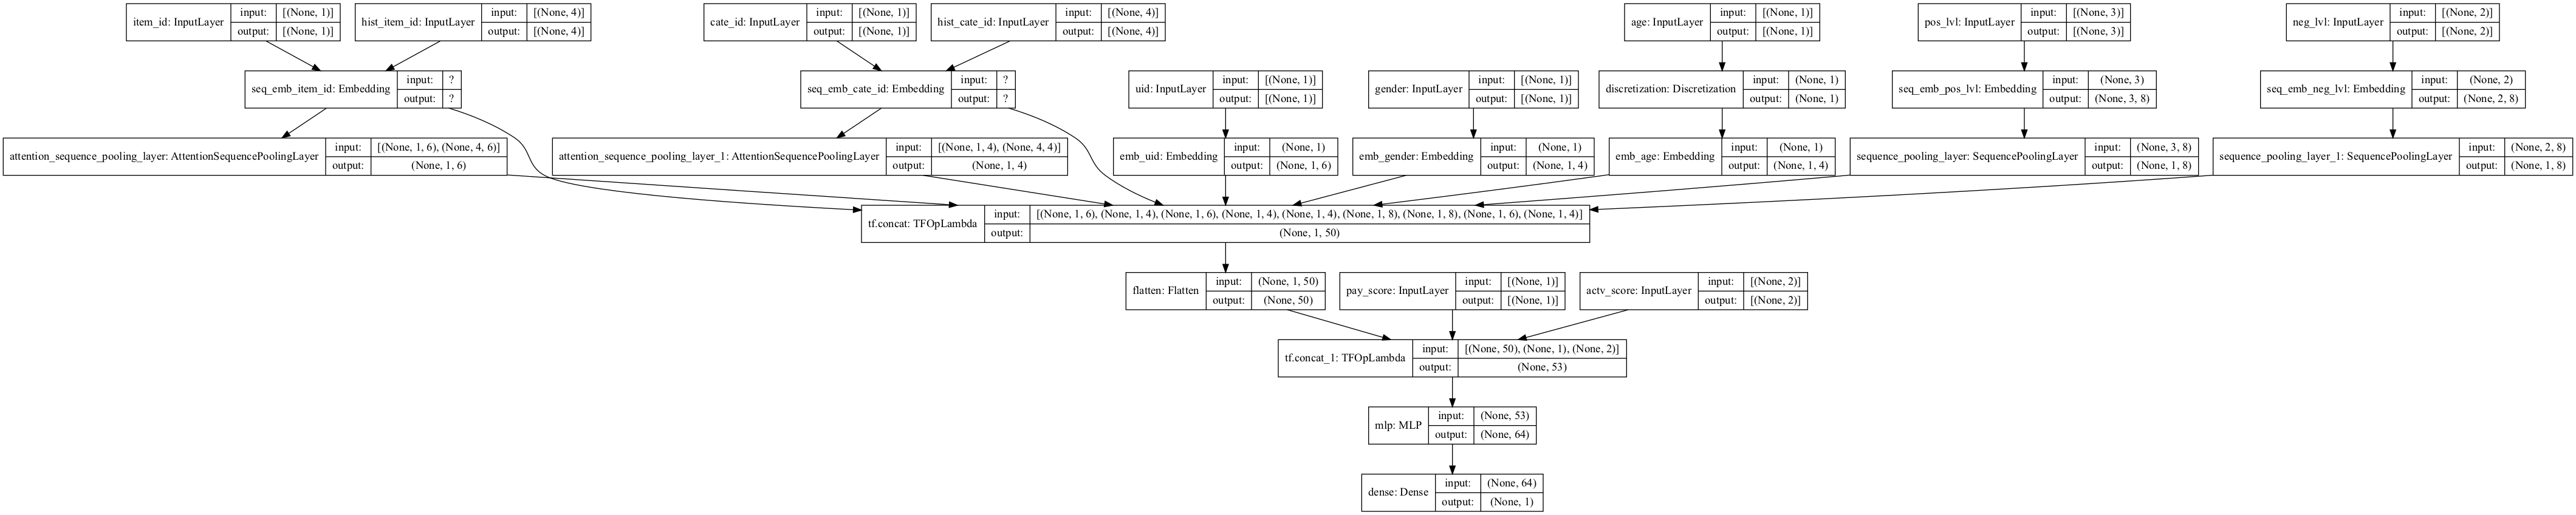 item_id: InputLayer
input: [(None, 1)]
output: [(None, 1)]
hist_item_id: InputLayer
input: [(None, 4)]
output: [(None, 4)]
cate_id: InputLayer
input: [(None, 1)]
output: [(None, 1)]
hist_cate_id: InputLayer
input: [(None, 4)]
output: [(None, 4)]
age: InputLayer
input: [(None, 1)]
output: [(None, 1)]
pos_lvl: InputLayer
input: [(None, 3)]
output: [(None, 3)]
neg_lvl: InputLayer
input: [(None, 2)]
output: [(None, 2)]
seq_emb_item_id: Embedding
input: ?
output: ?
seq_emb_cate_id: Embedding
input: ?
output: ?
uid: InputLayer
input: [(None, 1)]
output: [(None, 1)]
gender: InputLayer
input: [(None, 1)]
output: [(None, 1)]
discretization: Discretization
input: (None, 1)
output: (None, 1)
seq_emb_pos_lvl: Embedding
input: (None, 3)
output: (None, 3, 8)
seq_emb_neg_lvl: Embedding
input: (None, 2)
output: (None, 2, 8)
attention_sequence_pooling_layer: AttentionSequencePoolingLayer
input: [(None, 1, 6), (None, 4, 6)]
output: (None, 1, 6)
attention_sequence_pooling_layer_1: AttentionSequencePoolingLayer
input: [(None, 1, 4), (None, 4, 4)]
output: (None, 1, 4)
emb_uid: Embedding
input: (None, 1)
output: (None, 1, 6)
emb_gender: Embedding
input: (None, 1)
output: (None, 1, 4)
emb_age: Embedding
input: (None, 1)
output: (None, 1, 4)
sequence_pooling_layer: SequencePoolingLayer
input: (None, 3, 8)
output: (None, 1, 8)
sequence_pooling_layer_1: SequencePoolingLayer
input: (None, 2, 8)
output: (None, 1, 8)
tf.concat: TFOpLambda
input: [(None, 1, 6), (None, 1, 4), (None, 1, 6), (None, 1, 4), (None, 1, 4), (None, 1, 8), (None, 1, 8), (None, 1, 6), (None, 1, 4)]
output: (None, 1, 50)
flatten: Flatten
input: (None, 1, 50)
output: (None, 50)
pay_score: InputLayer
input: [(None, 1)]
output: [(None, 1)]
actv_score: InputLayer
input: [(None, 2)]
output: [(None, 2)]
tf.concat_1: TFOpLambda
input: [(None, 50), (None, 1), (None, 2)]
output: (None, 53)
mlp: MLP
input: (None, 53)
output: (None, 64)
dense: Dense
input: (None, 64)
output: (None, 1)